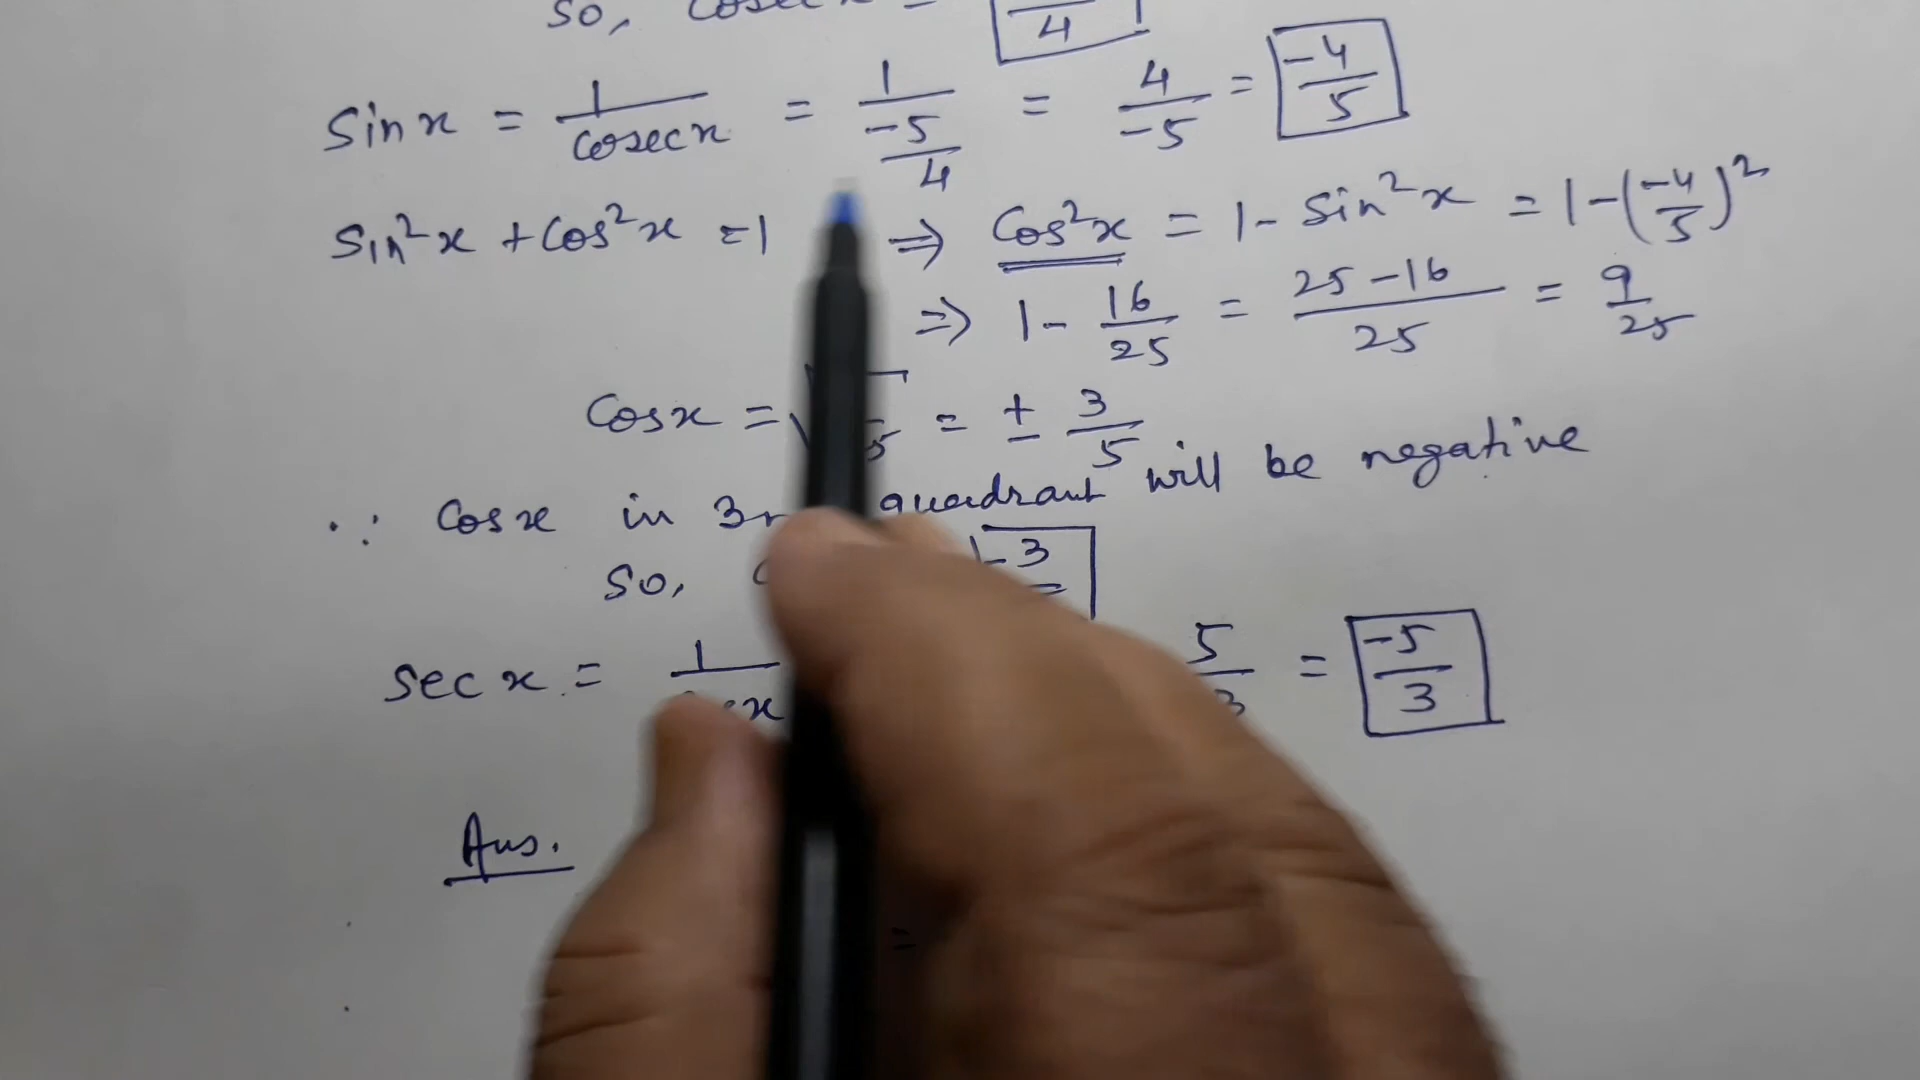 so,
4
Sin x = 1/cosec x = 1/(-5/4) = 4/-5 = -4/5
Sin²x + Cos²x = 1 ⇒ Cos²x = 1 - Sin²x = 1 - (-4/5)²
⇒ 1 - 16/25 = 25 - 16/25 = 9/25
Cos x = √ 5 = ± 3/5
∵ Cos x in quadrant will be negative
So, -3
sec x = 1/ x 5/3 = -5/3
Ans.
=